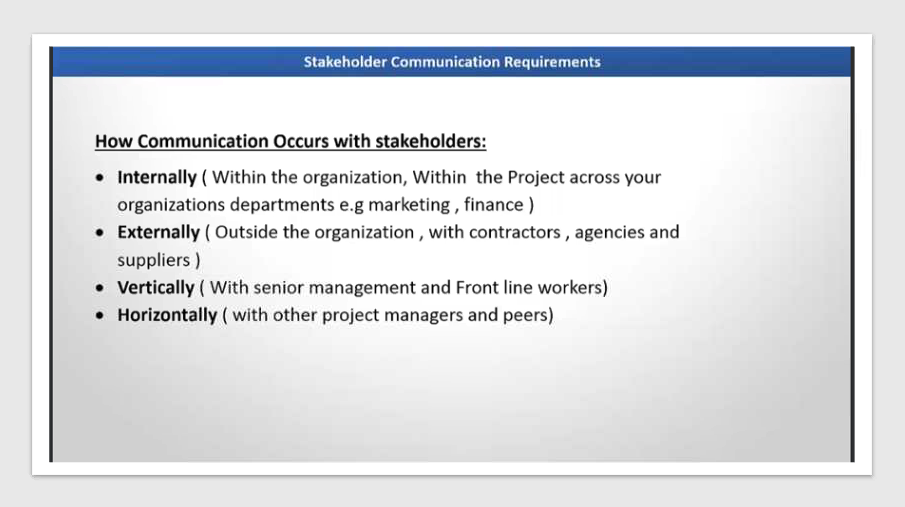 Stakeholder Communication Requirements
How Communication Occurs with stakeholders:
• Internally ( Within the organization, Within  the Project across your
organizations departments e.g marketing , finance )
• Externally ( Outside the organization , with contractors , agencies and
suppliers )
• Vertically ( With senior management and Front line workers)
• Horizontally ( with other project managers and peers)